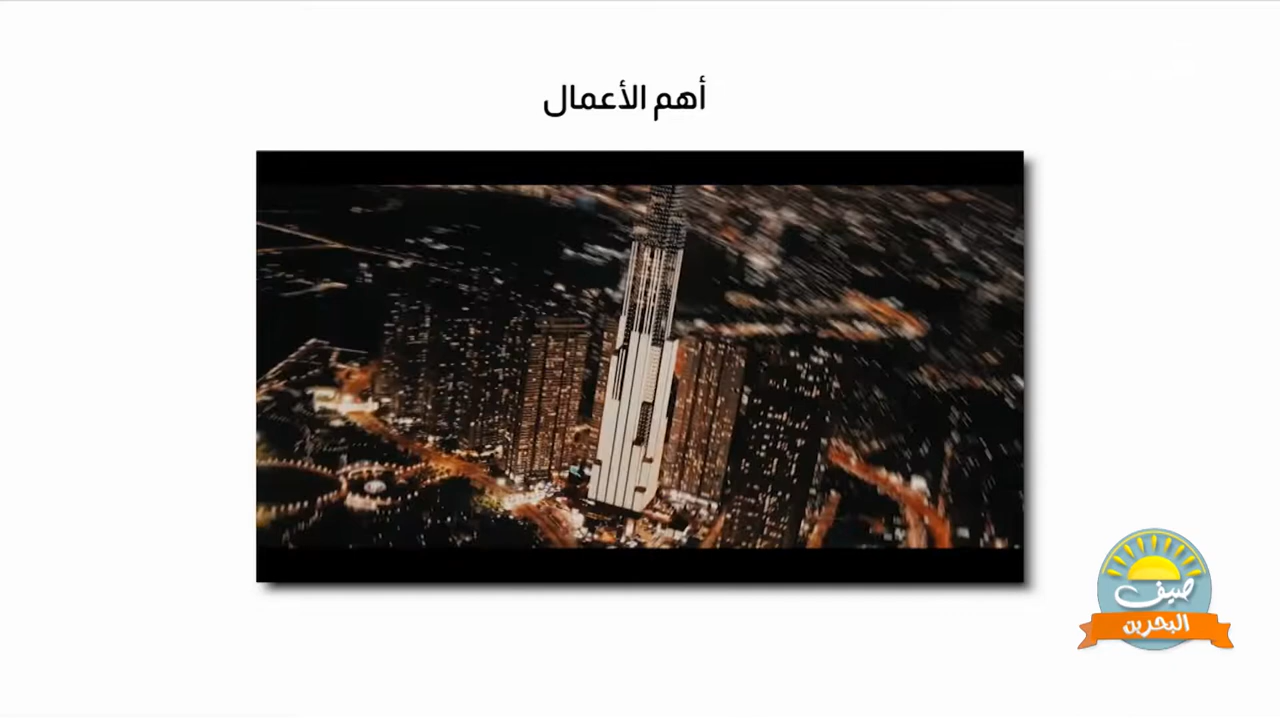 أهم الأعمال
صيف
البحرين